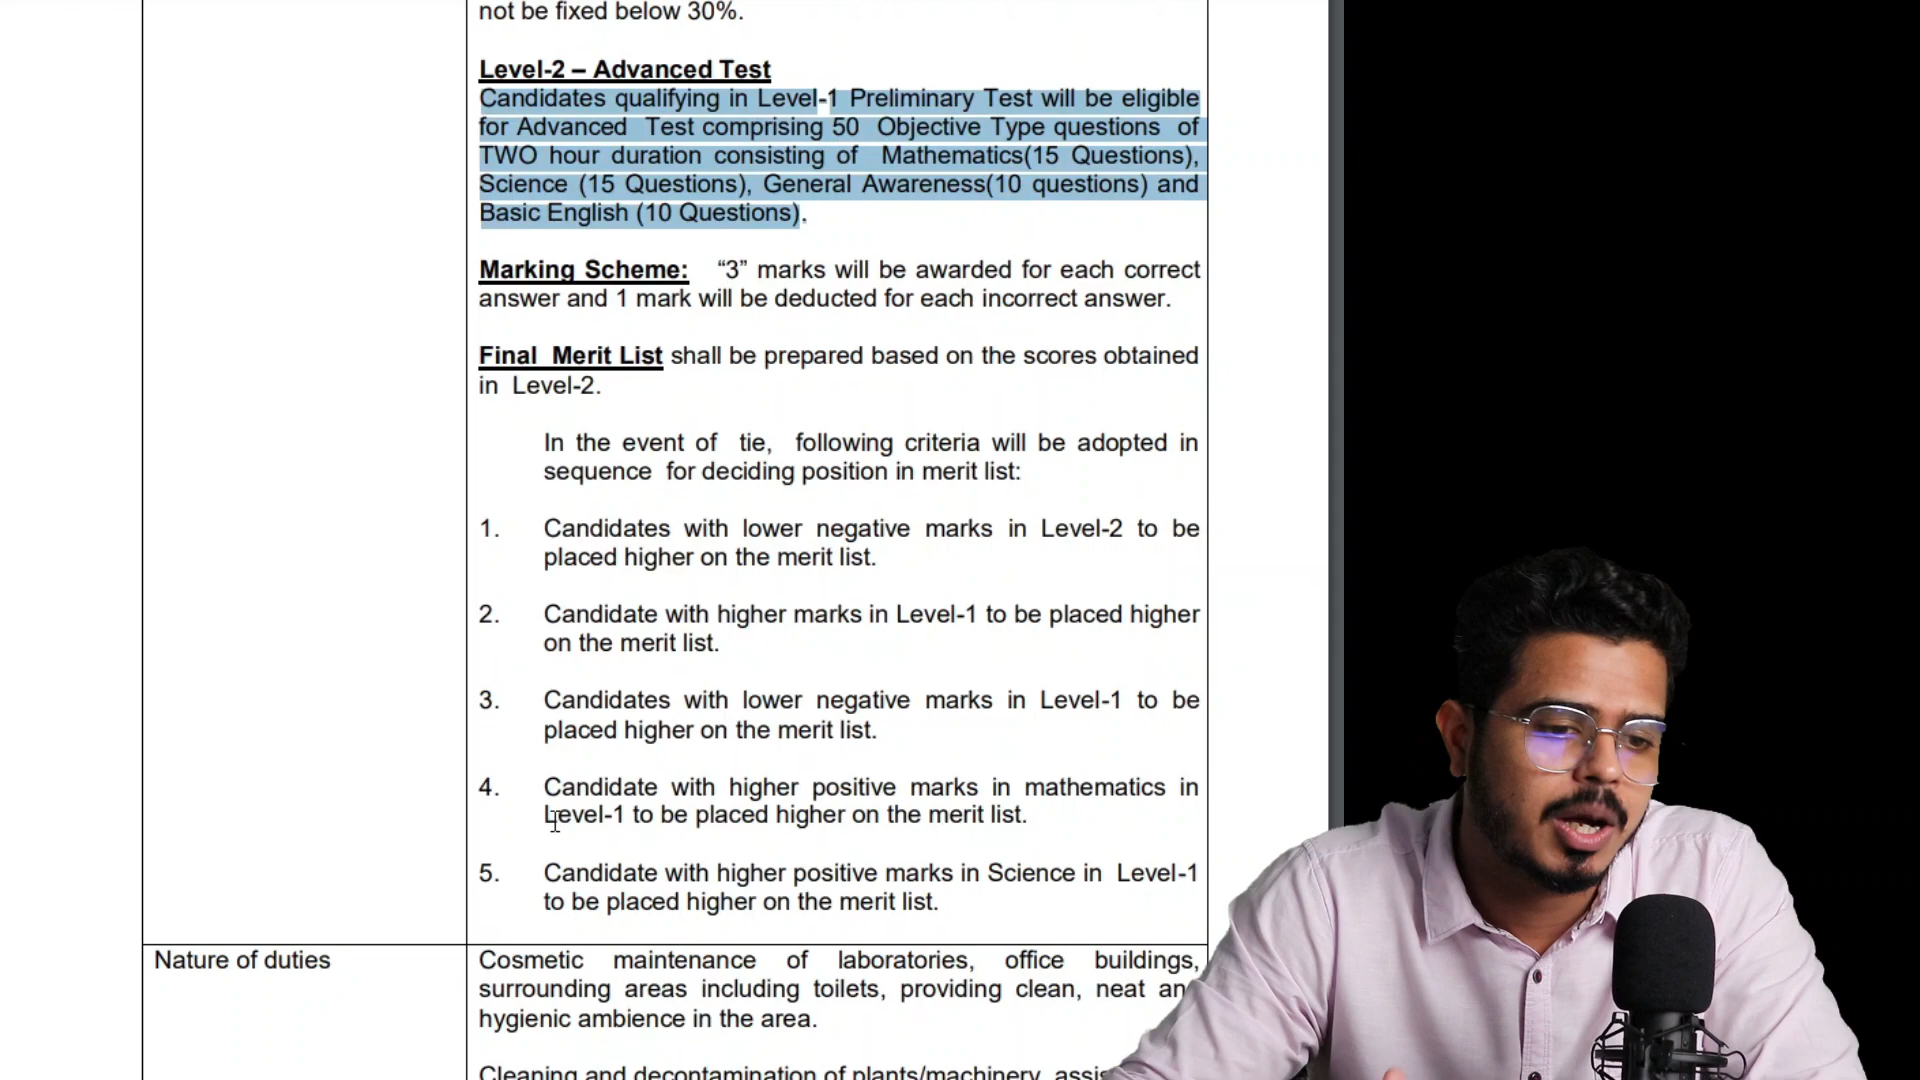 not be fixed below 30%.
Level-2 – Advanced Test
Candidates qualifying in Level-1 Preliminary Test will be eligible
for Advanced Test comprising 50 Objective Type questions of
TWO hour duration consisting of Mathematics(15 Questions),
Science (15 Questions), General Awareness(10 questions) and
Basic English (10 Questions).
Marking Scheme: “3” marks will be awarded for each correct
answer and 1 mark will be deducted for each incorrect answer.
Final Merit List shall be prepared based on the scores obtained
in Level-2.
In the event of tie, following criteria will be adopted in
sequence for deciding position in merit list:
1. Candidates with lower negative marks in Level-2 to be
placed higher on the merit list.
2. Candidate with higher marks in Level-1 to be placed higher
on the merit list.
3. Candidates with lower negative marks in Level-1 to be
placed higher on the merit list.
4. Candidate with higher positive marks in mathematics in
Level-1 to be placed higher on the merit list.
5. Candidate with higher positive marks in Science in Level-1
to be placed higher on the merit list.
Nature of duties
Cosmetic maintenance of laboratories, office buildings,
surrounding areas including toilets, providing clean, neat
hygienic ambience in the area.
Cleaning and decontamination of plants/machinery,